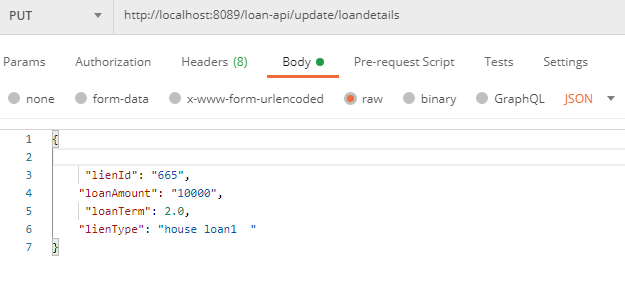 PUT http://localhost:8089/loan-api/update/loandetails
Params Authorization Headers (8) Body Pre-request Script Tests Settings
none form-data x-www-form-urlencoded raw binary GraphQL JSON
1 {
2
3 "lienId": "665",
4 "loanAmount": "10000",
5 "loanTerm": 2.0,
6 "lienType": "house loan1  "
7 }